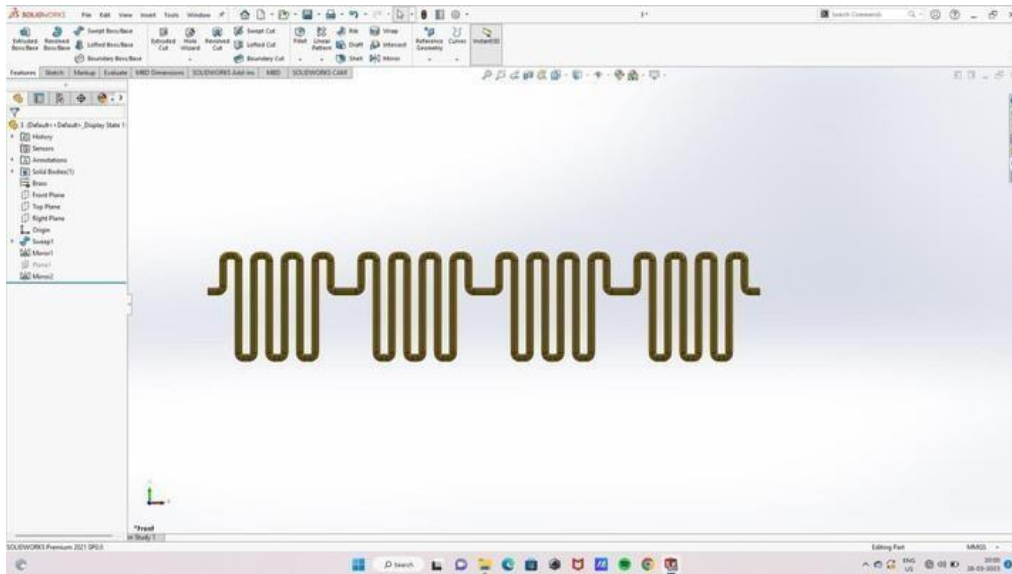 SOLIDWORKS File Edit View Insert Tools Window
1*
Search Commands
Extruded Boss/Base
Revolved Boss/Base
Swept Boss/Base
Lofted Boss/Base
Boundary Boss/Base
Extruded Cut
Hole Wizard
Revolved Cut
Swept Cut
Lofted Cut
Boundary Cut
Fillet
Linear Pattern
Rib
Draft
Shell
Wrap
Intersect
Mirror
Reference Geometry
Curves
Instant3D
Features Sketch Markup Evaluate MBD Dimensions SOLIDWORKS Add-Ins MBD SOLIDWORKS CAM
History
Sensors
Annotations
Solid Bodies(1)
Brass
Front Plane
Top Plane
Right Plane
Origin
Sweep1
Mirror1
Plane1
Mirror2
*Front
SOLIDWORKS Premium 2021 SP0.0
Editing Part
MMGS
Search
ENG
US